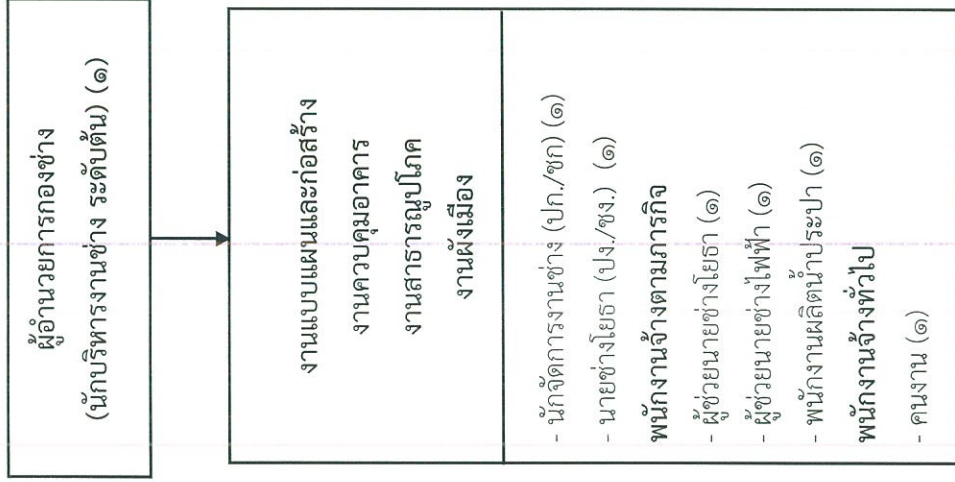 ผู้อำนวยการกองช่าง
(นักบริหารงานช่าง ระดับต้น) (๑)
งานแบบแผนและก่อสร้าง
งานควบคุมอาคาร
งานสาธารณูปโภค
งานผังเมือง
- นักจัดการงานช่าง (ปก./ชก) (๑)
- นายช่างโยธา (ปง./ชง.) (๑)
พนักงานจ้างตามภารกิจ
- ผู้ช่วยนายช่างโยธา (๑)
- ผู้ช่วยนายช่างไฟฟ้า (๑)
- พนักงานผลิตน้ำประปา (๑)
พนักงานจ้างทั่วไป
- คนงาน (๑)